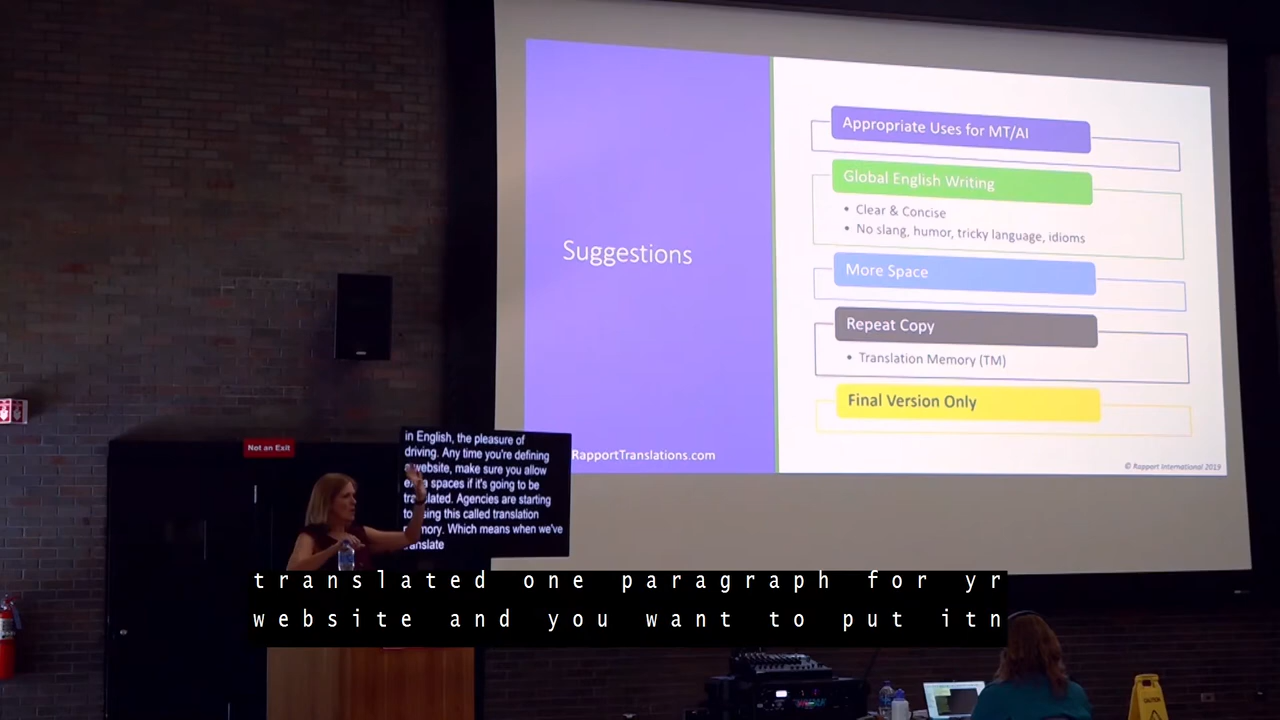 Suggestions
RapportTranslations.com
Appropriate Uses for MT/AI
Global English Writing
• Clear & Concise
• No slang, humor, tricky language, idioms
More Space
Repeat Copy
• Translation Memory (TM)
Final Version Only
© Rapport International 2019
Not an Exit
in English, the pleasure of
driving. Any time you're defining
website, make sure you allow
spaces if it's going to be
Agencies are starting
this called translation
Which means when we've
translated one paragraph for yr
website and you want to put itn
CAUTION